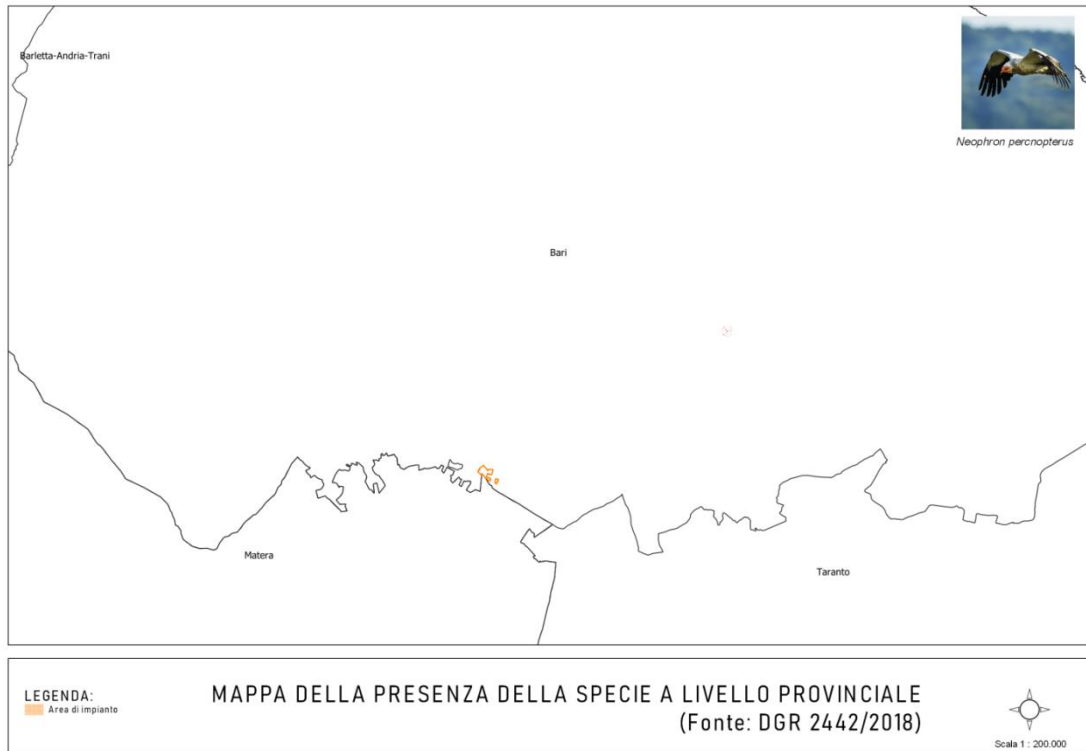 Barletta-Andria-Trani
Neophron percnopterus
Bari
Matera
Taranto
LEGENDA:
Area di impianto
MAPPA DELLA PRESENZA DELLA SPECIE A LIVELLO PROVINCIALE
(Fonte: DGR 2442/2018)
Scala 1 : 200.000